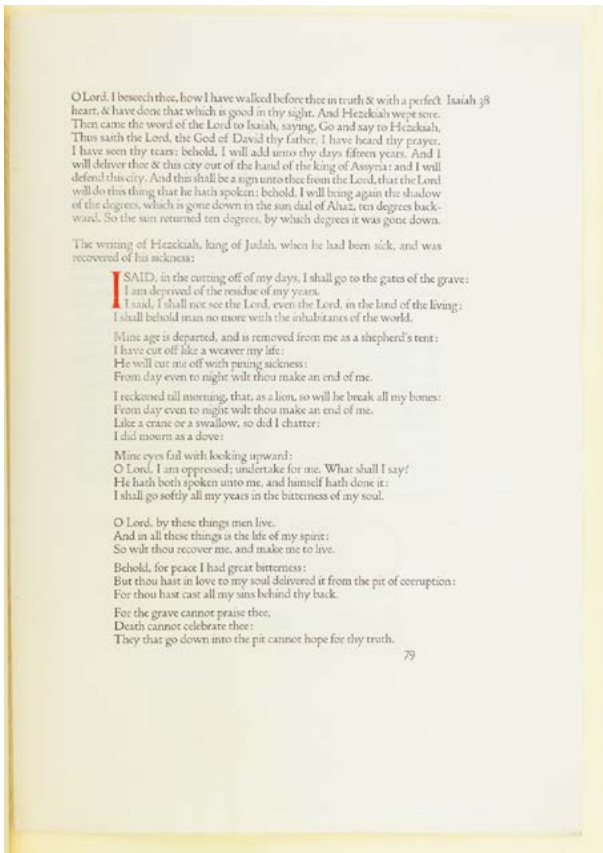 O Lord, I beseech thee, how I have walked before thee in truth & with a perfect Isaiah 38
heart, & have done that which is good in thy sight. And Hezekiah wept sore.
Then came the word of the Lord to Isaiah, saying, Go and say to Hezekiah,
Thus saith the Lord, the God of David thy father, I have heard thy prayer,
I have seen thy tears: behold, I will add unto thy days fifteen years. And I
will deliver thee & this city out of the hand of the king of Assyria: and I will
defend this city. And this shall be a sign unto thee from the Lord, that the Lord
will do this thing that he hath spoken: behold, I will bring again the shadow
of the degrees, which is gone down in the sun dial of Ahaz, ten degrees back-
ward. So the sun returned ten degrees, by which degrees it was gone down.
The writing of Hezekiah, king of Judah, when he had been sick, and was
recovered of his sickness:
I SAID, in the cutting off of my days, I shall go to the gates of the grave:
I am deprived of the residue of my years.
I said, I shall not see the Lord, even the Lord, in the land of the living:
I shall behold man no more with the inhabitants of the world.
Mine age is departed, and is removed from me as a shepherd's tent:
I have cut off like a weaver my life:
He will cut me off with pining sickness:
From day even to night wilt thou make an end of me.
I reckoned till morning, that, as a lion, so will he break all my bones:
From day even to night wilt thou make an end of me.
Like a crane or a swallow, so did I chatter:
I did mourn as a dove:
Mine eyes fail with looking upward:
O Lord, I am oppressed; undertake for me. What shall I say?
He hath both spoken unto me, and himself hath done it:
I shall go softly all my years in the bitterness of my soul.
O Lord, by these things men live,
And in all these things is the life of my spirit:
So wilt thou recover me, and make me to live.
Behold, for peace I had great bitterness:
But thou hast in love to my soul delivered it from the pit of corruption:
For thou hast cast all my sins behind thy back.
For the grave cannot praise thee,
Death cannot celebrate thee:
They that go down into the pit cannot hope for thy truth.
79